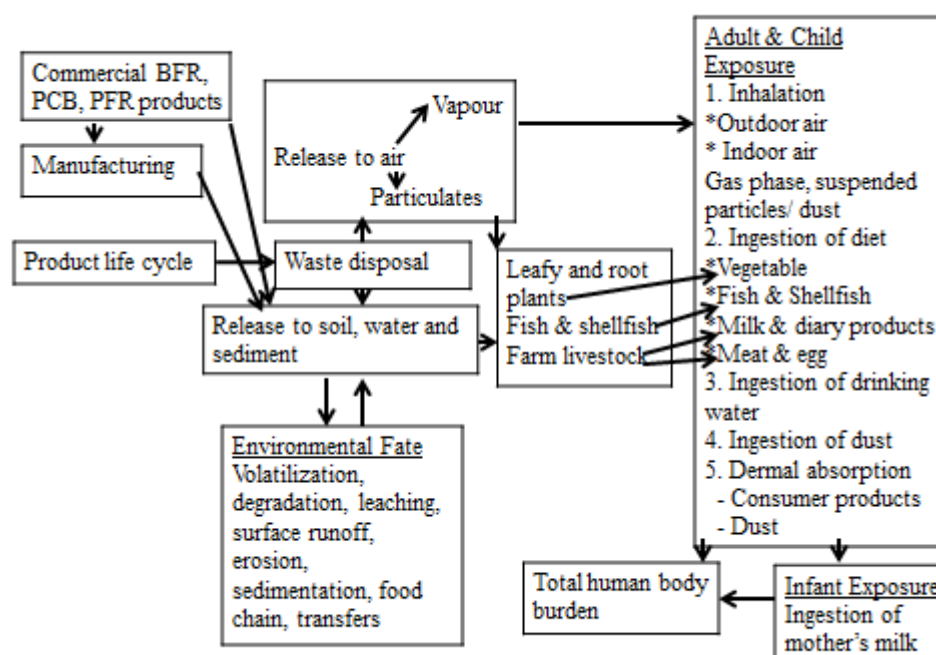 Commercial BFR,
PCB, PFR products
Manufacturing
Product life cycle
Vapour
Release to air
Particulates
Waste disposal
Release to soil, water and
sediment
Leafy and root
plants
Fish & shellfish
Farm livestock
Environmental Fate
Volatilization,
degradation, leaching,
surface runoff,
erosion,
sedimentation, food
chain, transfers
Adult & Child
Exposure
1. Inhalation
*Outdoor air
* Indoor air
Gas phase, suspended
particles/ dust
2. Ingestion of diet
*Vegetable
*Fish & Shellfish
*Milk & diary products
*Meat & egg
3. Ingestion of drinking
water
4. Ingestion of dust
5. Dermal absorption
- Consumer products
- Dust
Total human body
burden
Infant Exposure
Ingestion of
mother's milk